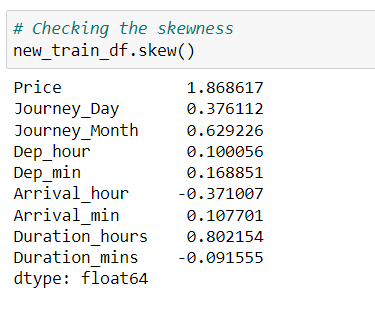 # Checking the skewness
new_train_df.skew()
Price 1.868617
Journey_Day 0.376112
Journey_Month 0.629226
Dep_hour 0.100056
Dep_min 0.168851
Arrival_hour -0.371007
Arrival_min 0.107701
Duration_hours 0.802154
Duration_mins -0.091555
dtype: float64